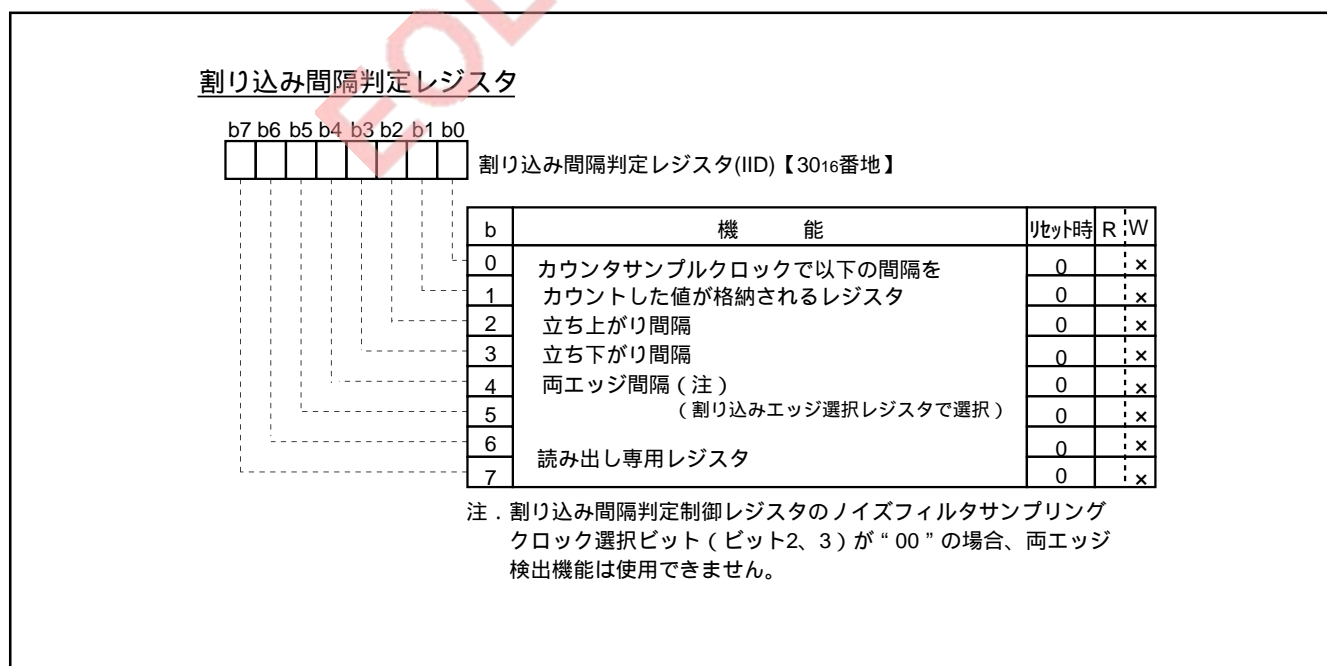 EOL
割り込み間隔判定レジスタ
b7 b6 b5 b4 b3 b2 b1 b0
割り込み間隔判定レジスタ(IID)【3016番地】
b 機 能 リセット時 R W
0 カウンタサンプルクロックで以下の間隔を 0 ×
1 カウントした値が格納されるレジスタ 0 ×
2 立ち上がり間隔 0 ×
3 立ち下がり間隔 0 ×
4 両エッジ間隔（注） 0 ×
5 （割り込みエッジ選択レジスタで選択） 0 ×
6 0 ×
読み出し専用レジスタ
7 0 ×
注．割り込み間隔判定制御レジスタのノイズフィルタサンプリング
クロック選択ビット（ビット2、3）が“00”の場合、両エッジ
検出機能は使用できません。